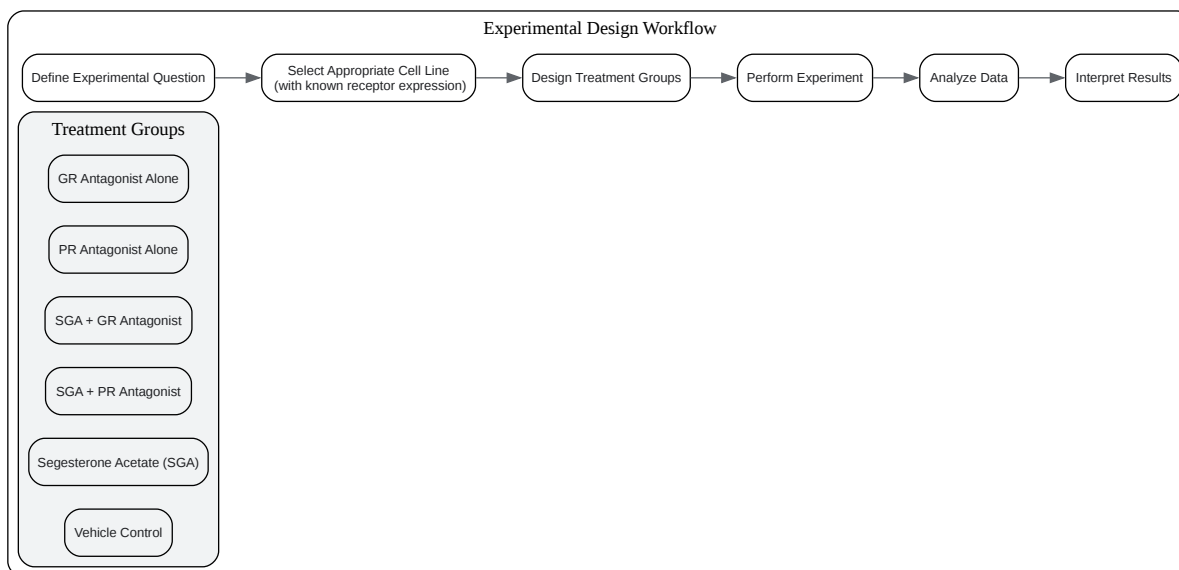 Experimental Design Workflow
Define Experimental Question
Select Appropriate Cell Line
(with known receptor expression)
Design Treatment Groups
Perform Experiment
Analyze Data
Interpret Results
Treatment Groups
GR Antagonist Alone
PR Antagonist Alone
SGA + GR Antagonist
SGA + PR Antagonist
Segesterone Acetate (SGA)
Vehicle Control